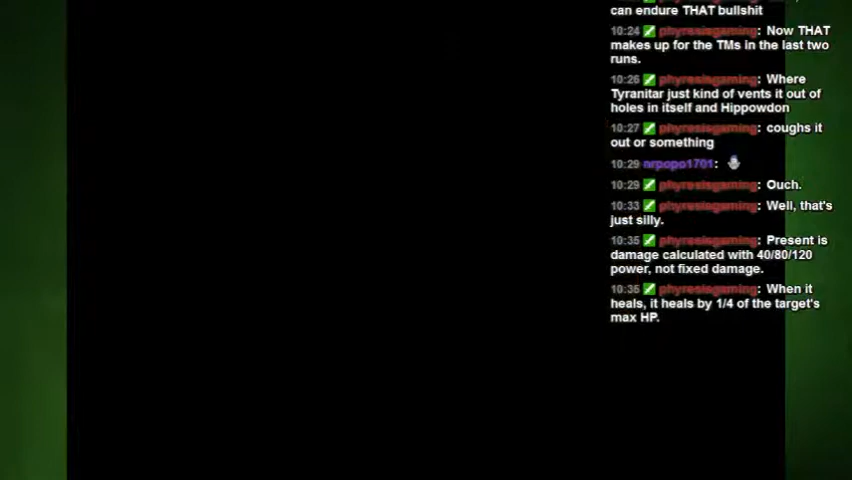 can endure THAT bullshit
10:24 phyresisgaming: Now THAT
makes up for the TMs in the last two
runs.
10:26 phyresisgaming: Where
Tyranitar just kind of vents it out of
holes in itself and Hippowdon
10:27 phyresisgaming: coughs it
out or something
10:29 nrpopo1701:
10:29 phyresisgaming: Ouch.
10:33 phyresisgaming: Well, that's
just silly.
10:35 phyresisgaming: Present is
damage calculated with 40/80/120
power, not fixed damage.
10:35 phyresisgaming: When it
heals, it heals by 1/4 of the target's
max HP.